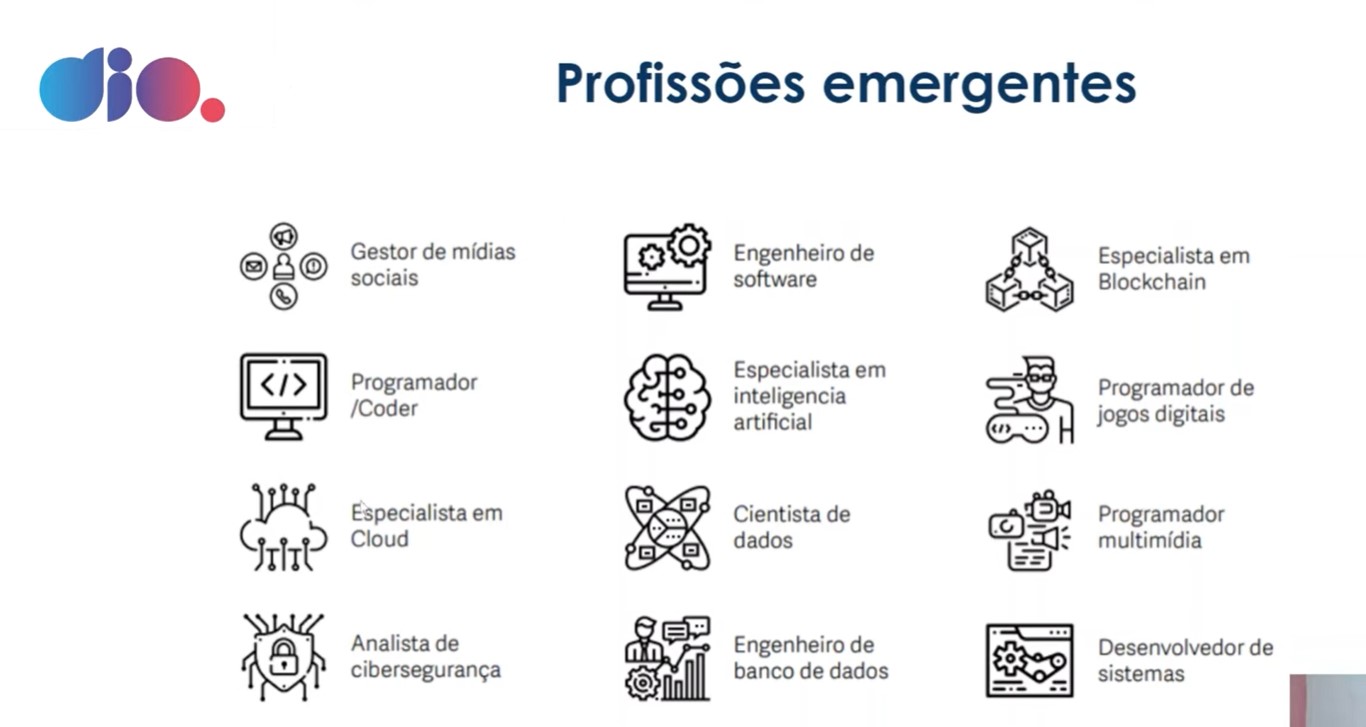 dio.
Profissões emergentes
Gestor de mídias
sociais
Engenheiro de
software
Especialista em
Blockchain
Programador
/Coder
</>
Especialista em
inteligencia
artificial
Programador de
jogos digitais
</>
Especialista em
Cloud
Cientista de
dados
Programador
multimídia
Analista de
cibersegurança
Engenheiro de
banco de dados
Desenvolvedor de
sistemas